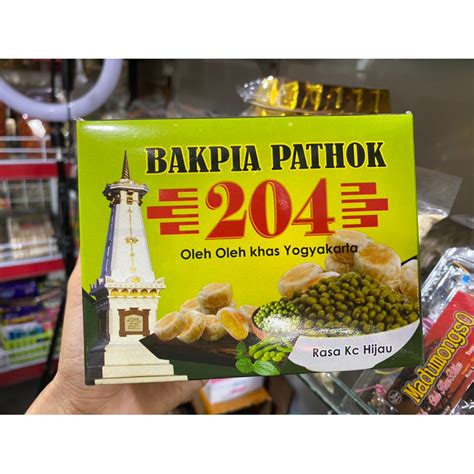 BAKPIA PATHOK
204
Oleh Oleh khas Yogyakarta
Rasa Kc Hijau
Madumongso